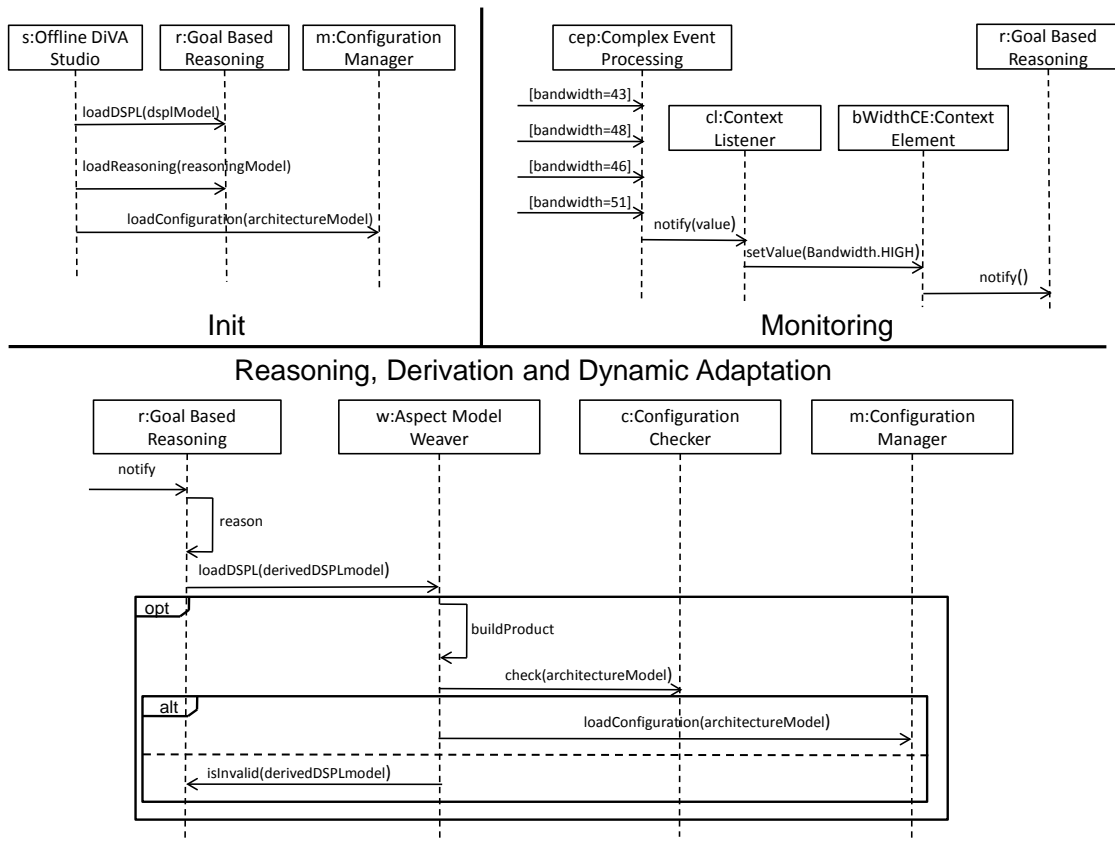 s:Offline DiVA
Studio
r:Goal Based
Reasoning
m:Configuration
Manager
loadDSPL(dsplModel)
loadReasoning(reasoningModel)
loadConfiguration(architectureModel)
Init
cep:Complex Event
Processing
r:Goal Based
Reasoning
[bandwidth=43]
cl:Context
Listener
bWidthCE:Context
Element
[bandwidth=48]
[bandwidth=46]
[bandwidth=51]
notify(value)
setValue(Bandwidth.HIGH)
notify()
Monitoring
Reasoning, Derivation and Dynamic Adaptation
r:Goal Based
Reasoning
w:Aspect Model
Weaver
c:Configuration
Checker
m:Configuration
Manager
notify
reason
loadDSPL(derivedDSPLmodel)
opt
buildProduct
check(architectureModel)
alt
loadConfiguration(architectureModel)
isInvalid(derivedDSPLmodel)